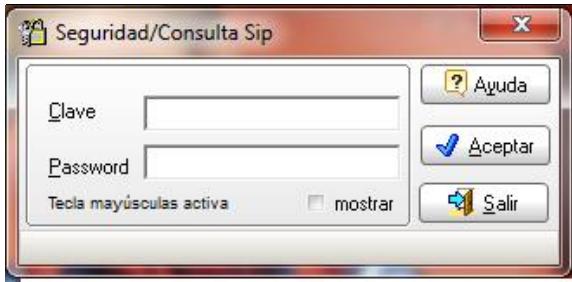 Seguridad/Consulta Sip
Ayuda
Clave
Aceptar
Password
Tecla mayúsculas activa
mostrar
Salir